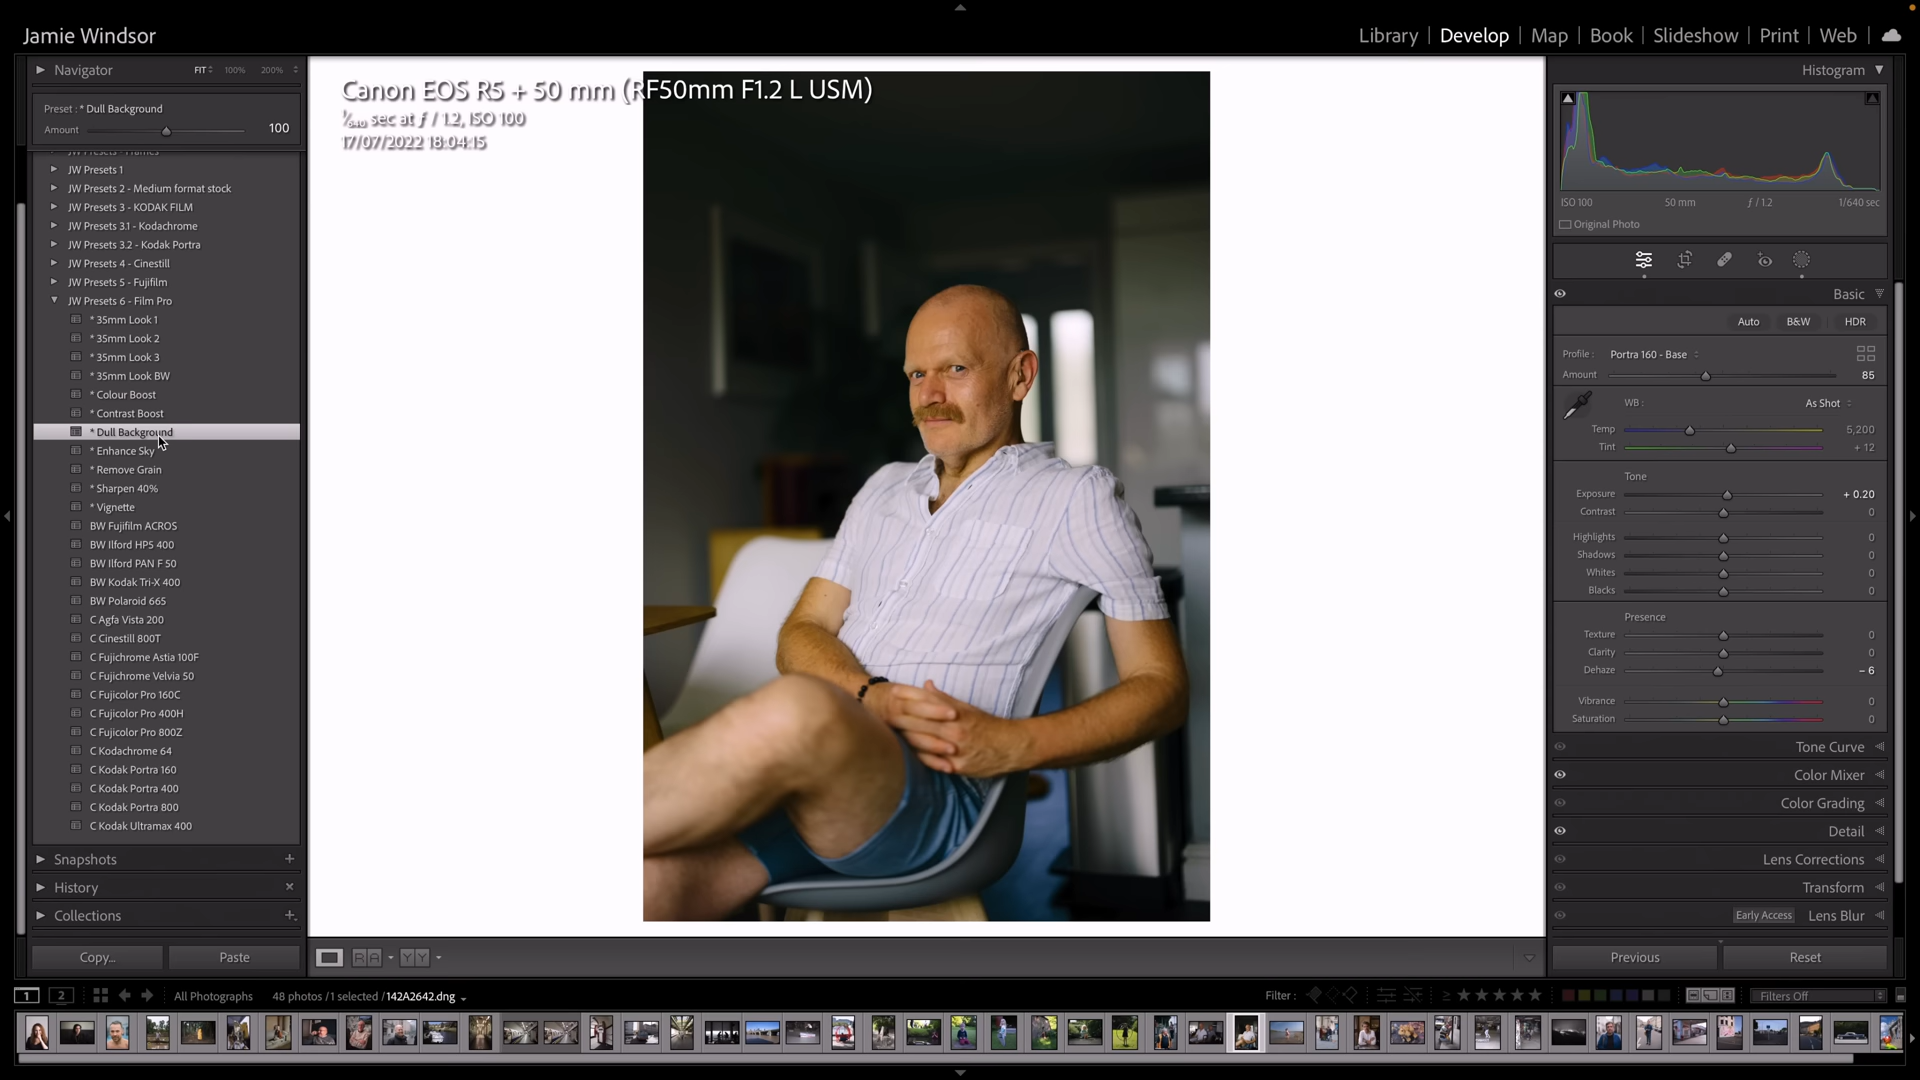 Jamie Windsor
Library | Develop | Map | Book | Slideshow | Print | Web
Navigator FIT 100% 200%
Preset : * Dull Background
Amount 100
JW Presets - Frames
JW Presets 1
JW Presets 2 - Medium format stock
JW Presets 3 - KODAK FILM
JW Presets 3.1 - Kodachrome
JW Presets 3.2 - Kodak Portra
JW Presets 4 - Cinestill
JW Presets 5 - Fujifilm
JW Presets 6 - Film Pro
* 35mm Look 1
* 35mm Look 2
* 35mm Look 3
* 35mm Look BW
* Colour Boost
* Contrast Boost
* Dull Background
* Enhance Sky
* Remove Grain
* Sharpen 40%
* Vignette
BW Fujifilm ACROS
BW Ilford HP5 400
BW Ilford PAN F 50
BW Kodak Tri-X 400
BW Polaroid 665
C Agfa Vista 200
C Cinestill 800T
C Fujichrome Astia 100F
C Fujichrome Velvia 50
C Fujicolor Pro 160C
C Fujicolor Pro 400H
C Fujicolor Pro 800Z
C Kodachrome 64
C Kodak Portra 160
C Kodak Portra 400
C Kodak Portra 800
C Kodak Ultramax 400
Snapshots +
History ×
Collections +
Copy... Paste
Canon EOS R5 + 50 mm (RF50mm F1.2 L USM)
1/640 sec at ƒ / 1.2, ISO 100
17/07/2022 18:04:15
Histogram
ISO 100 50 mm ƒ / 1.2 1/640 sec
Original Photo
Basic
Auto B&W HDR
Profile : Portra 160 - Base
Amount 85
WB : As Shot
Temp 5,200
Tint + 12
Tone
Exposure + 0.20
Contrast 0
Highlights 0
Shadows 0
Whites 0
Blacks 0
Presence
Texture 0
Clarity 0
Dehaze – 6
Vibrance 0
Saturation 0
Tone Curve
Color Mixer
Color Grading
Detail
Lens Corrections
Transform
Early Access Lens Blur
Previous Reset
R A Y Y
1 2 All Photographs 48 photos / 1 selected / 142A2642.dng
Filter : ≥ ★★★★★ Filters Off